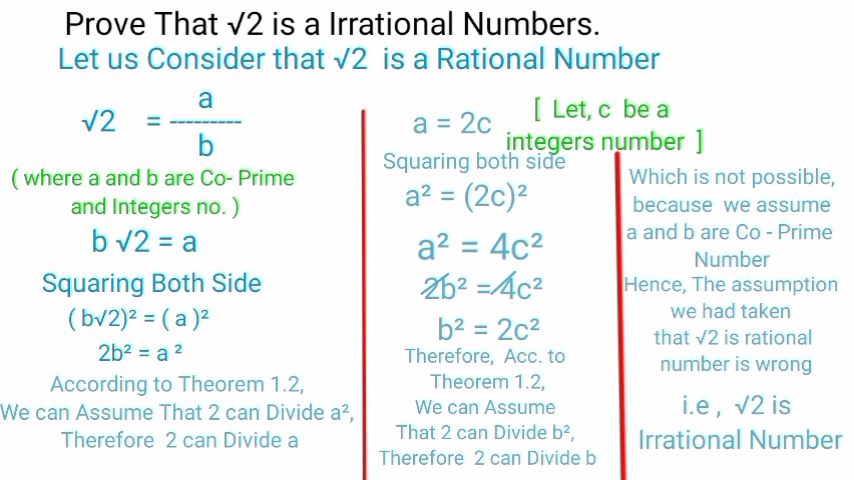 Prove That √2 is a Irrational Numbers.
Let us Consider that √2 is a Rational Number
√2 = a
---------
b
( where a and b are Co- Prime
and Integers no. )
b √2 = a
Squaring Both Side
( b√2)² = ( a )²
2b² = a ²
According to Theorem 1.2,
We can Assume That 2 can Divide a²,
Therefore 2 can Divide a
a = 2c
[ Let, c be a
integers number ]
Squaring both side
a² = (2c)²
a² = 4c²
2b² = 4c²
b² = 2c²
Therefore, Acc. to
Theorem 1.2,
We can Assume
That 2 can Divide b²,
Therefore 2 can Divide b
Which is not possible,
because we assume
a and b are Co - Prime
Number
Hence, The assumption
we had taken
that √2 is rational
number is wrong
i.e , √2 is
Irrational Number